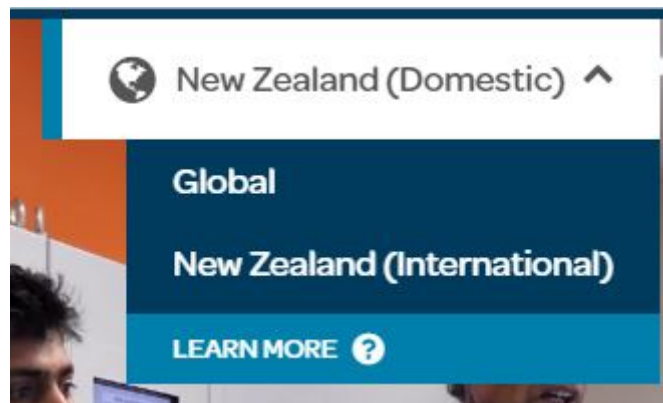 New Zealand (Domestic)
Global
New Zealand (International)
LEARN MORE ?